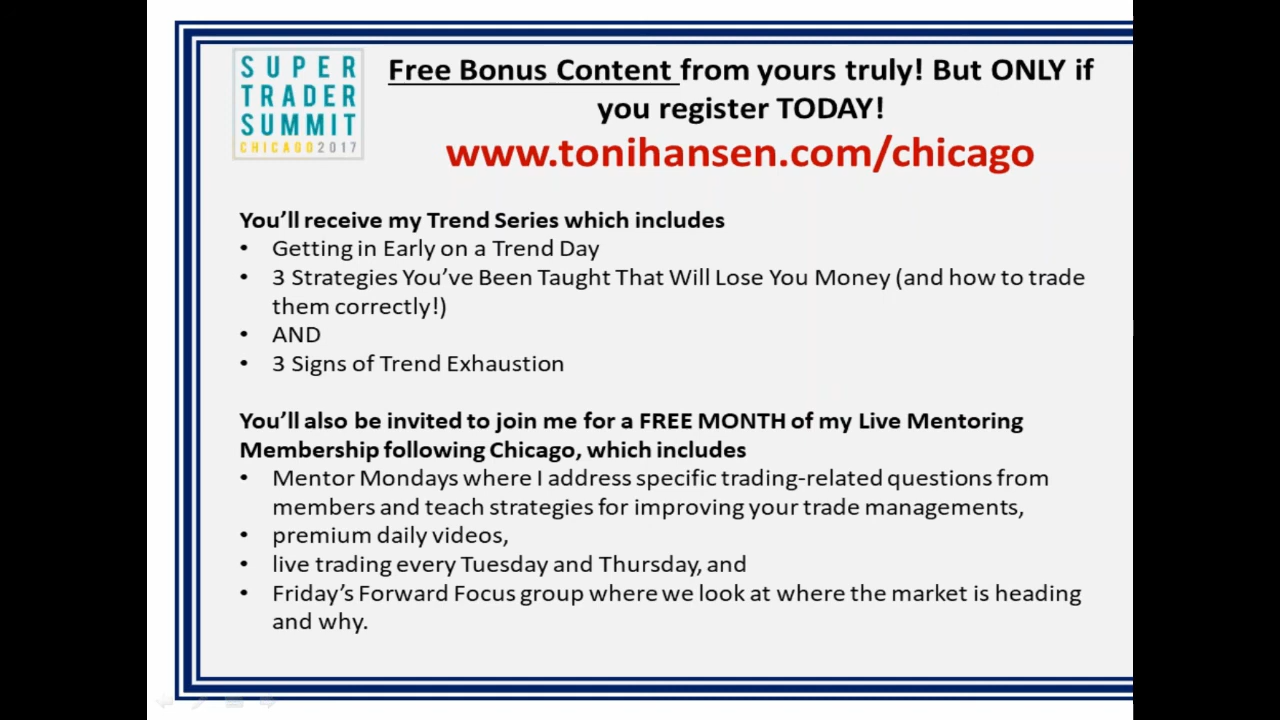 SUPER
TRADER
SUMMIT
CHICAGO2017
Free Bonus Content from yours truly! But ONLY if
you register TODAY!
www.tonihansen.com/chicago
You’ll receive my Trend Series which includes
• Getting in Early on a Trend Day
• 3 Strategies You’ve Been Taught That Will Lose You Money (and how to trade
them correctly!)
• AND
• 3 Signs of Trend Exhaustion
You’ll also be invited to join me for a FREE MONTH of my Live Mentoring
Membership following Chicago, which includes
• Mentor Mondays where I address specific trading-related questions from
members and teach strategies for improving your trade managements,
• premium daily videos,
• live trading every Tuesday and Thursday, and
• Friday’s Forward Focus group where we look at where the market is heading
and why.